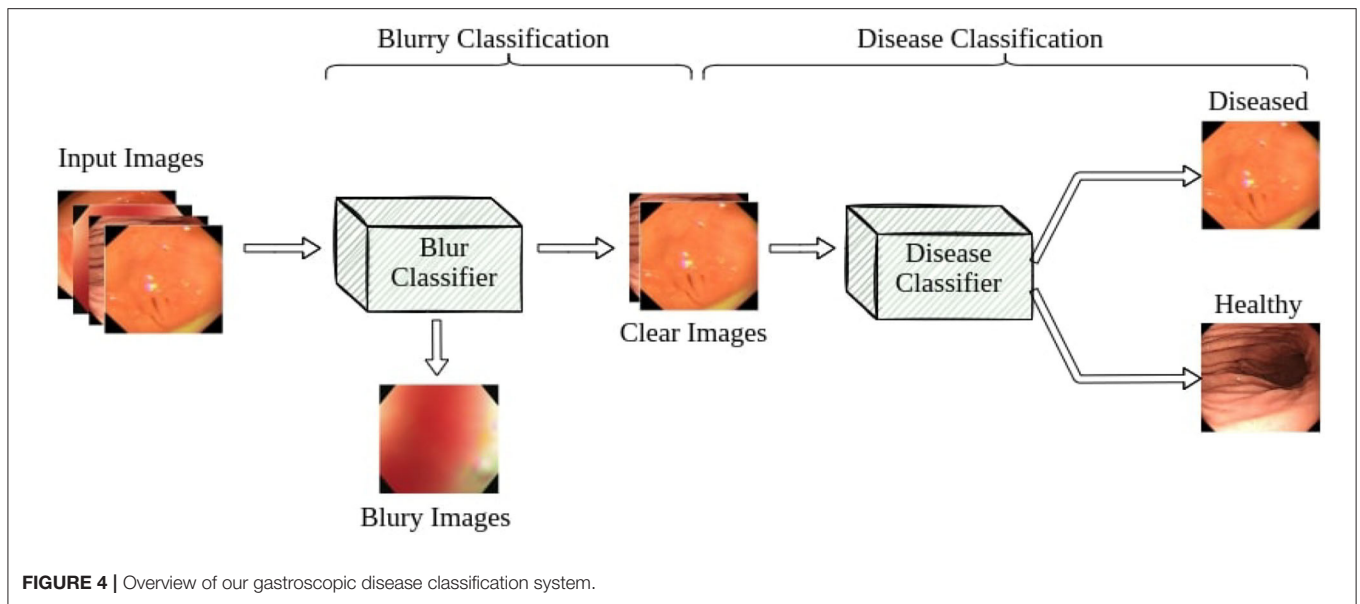 Blurry Classification
Disease Classification
Diseased
Input Images
Blur
Classifier
Disease
Classifier
Clear Images
Healthy
Blury Images
FIGURE 4 | Overview of our gastroscopic disease classification system.